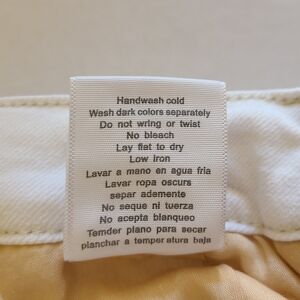 Handwash cold
Wash dark colors separately
Do not wring or twist
No bleach
Lay flat to dry
Low Iron
Lavar a mano en agua fria
Lavar ropa oscurs
separ ademente
No seque ni tuerza
No acepta blanqueo
Temder plano para secar
planchar a temper atura baja